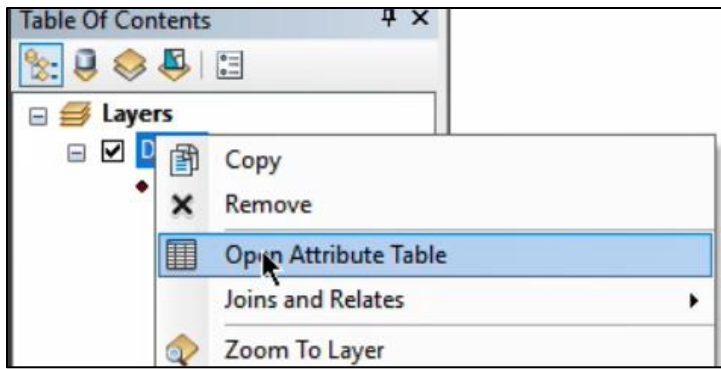 Table Of Contents
Layers
D
Copy
Remove
Open Attribute Table
Joins and Relates
Zoom To Layer